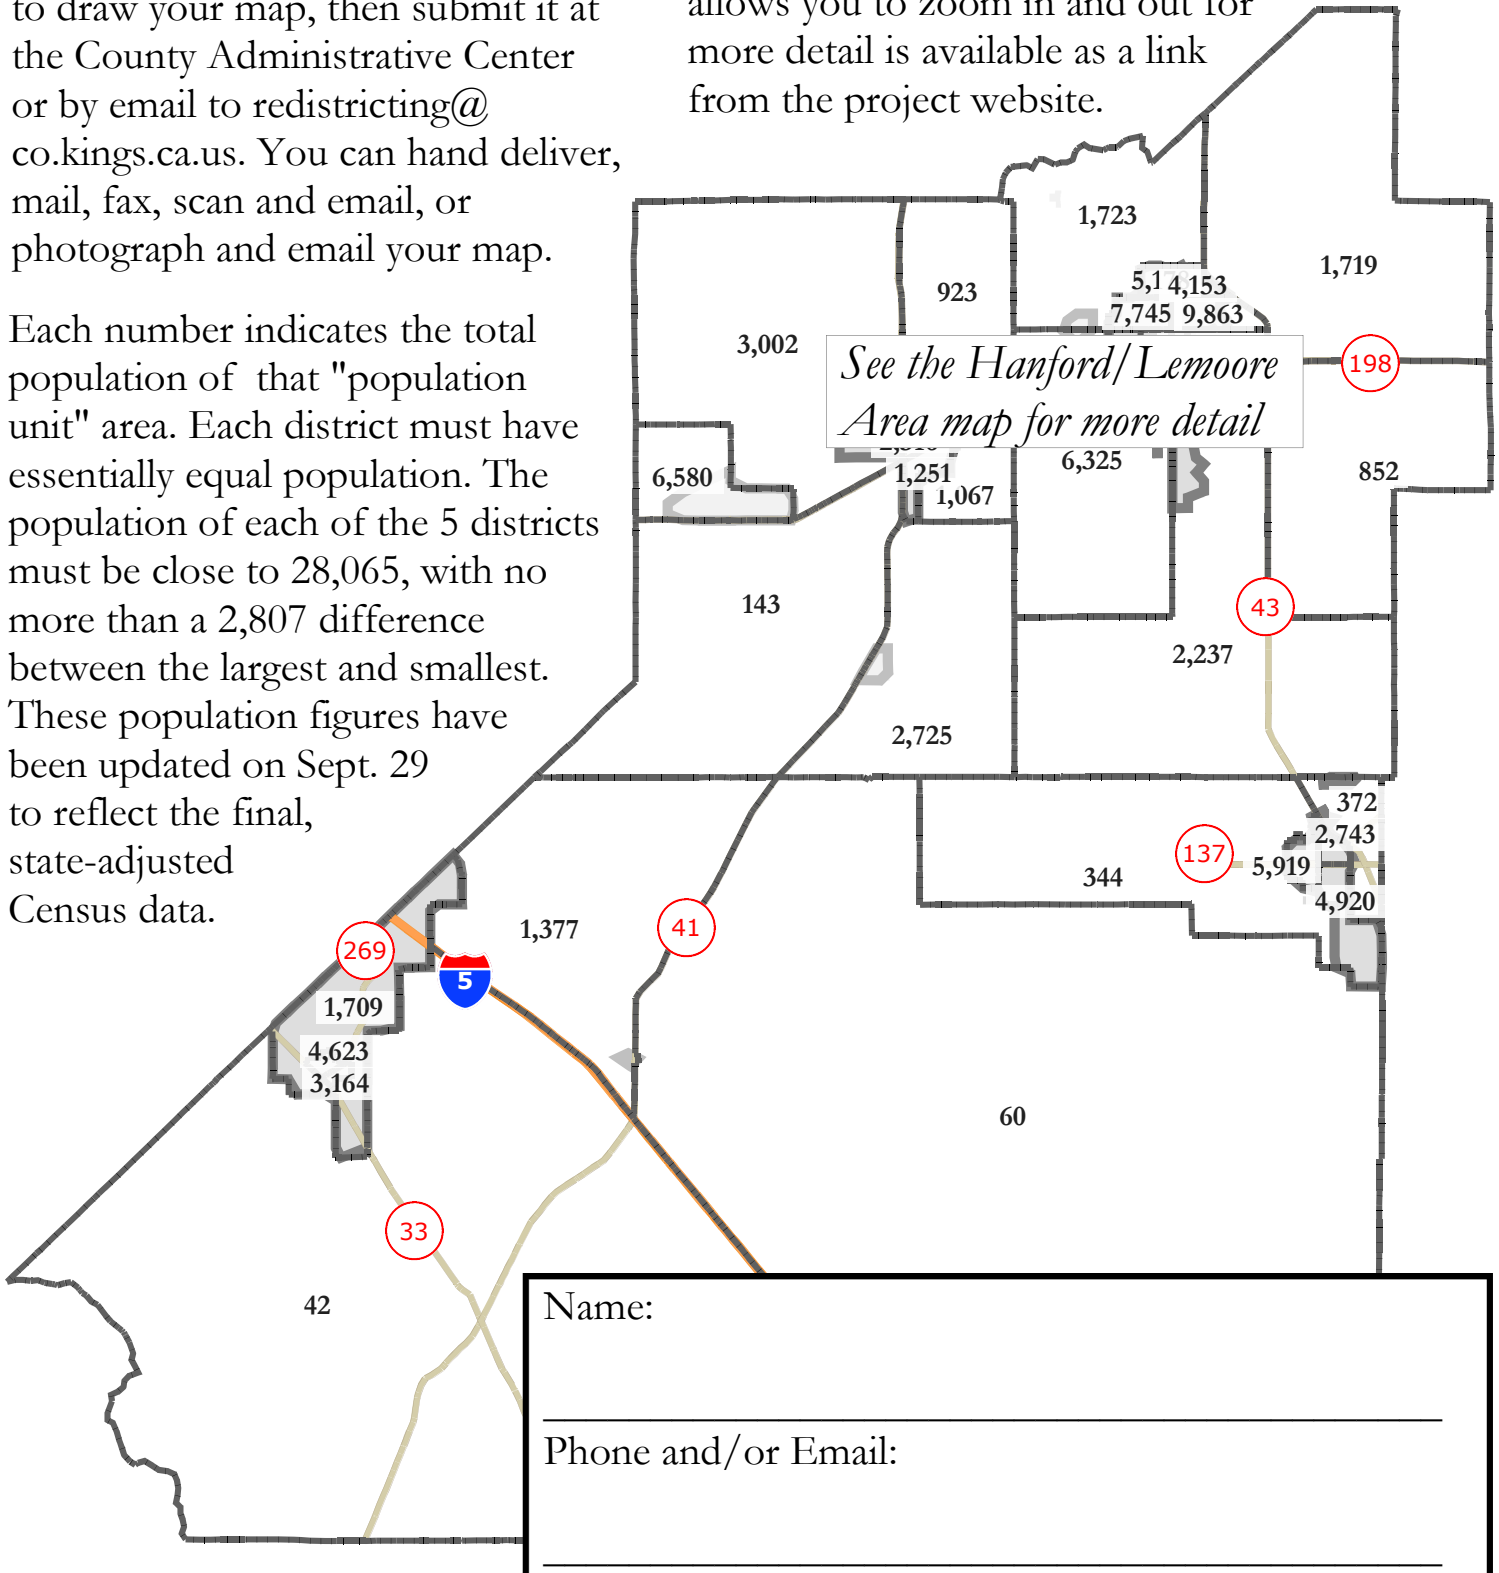 to draw your map, then submit it at
the County Administrative Center
or by email to redistricting@
co.kings.ca.us. You can hand deliver,
mail, fax, scan and email, or
photograph and email your map.
allows you to zoom in and out for
more detail is available as a link
from the project website.
Each number indicates the total
population of that "population
unit" area. Each district must have
essentially equal population. The
population of each of the 5 districts
must be close to 28,065, with no
more than a 2,807 difference
between the largest and smallest.
These population figures have
been updated on Sept. 29
to reflect the final,
state-adjusted
Census data.
1,723
1,719
4,153
923
7,745 9,863
3,002
See the Hanford/Lemoore
Area map for more detail
198
6,325
852
6,580
1,251
1,067
143
43
2,237
2,725
372
2,743
137
5,919
344
4,920
1,377
41
269
5
1,709
4,623
3,164
60
33
42
Name:
Phone and/or Email: